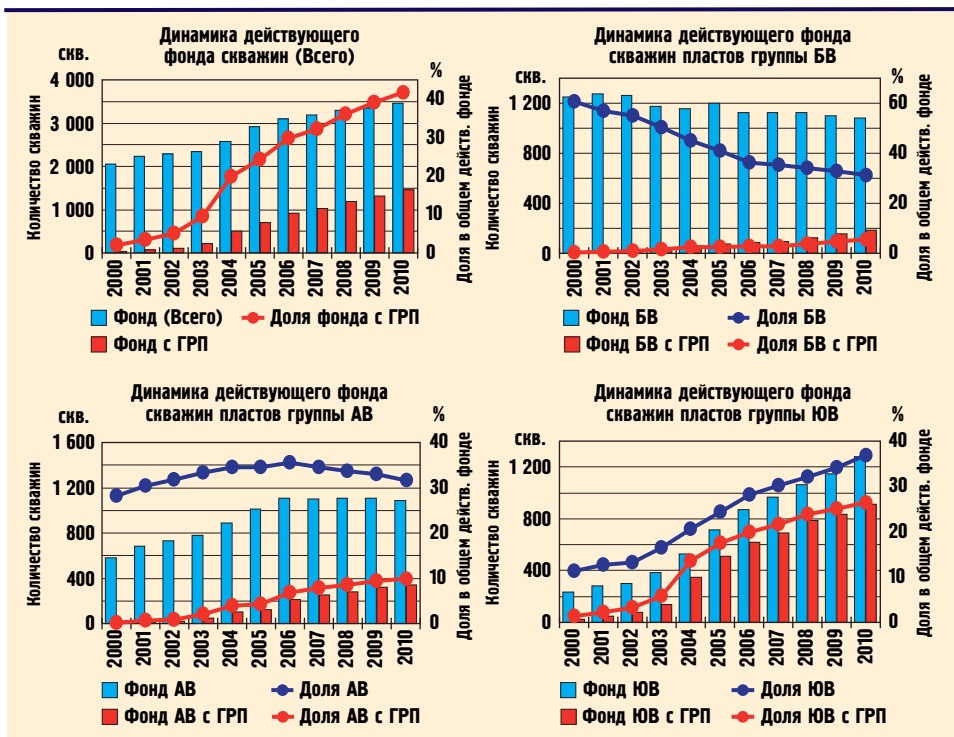 Динамика действующего
фонда скважин (Всего)
скв.
%
4 000
3 000
2 000
1 000
0
Количество скважин
40
30
20
10
0
Доля в общем действ. фонде
2000
2001
2002
2003
2004
2005
2006
2007
2008
2009
2010
Фонд (Всего)
Доля фонда с ГРП
Фонд с ГРП
Динамика действующего фонда
скважин пластов группы БВ
скв.
%
1 200
800
400
0
Количество скважин
60
40
20
0
Доля в общем действ. фонде
2000
2001
2002
2003
2004
2005
2006
2007
2008
2009
2010
Фонд БВ
Доля БВ
Фонд БВ с ГРП
Доля БВ с ГРП
Динамика действующего фонда
скважин пластов группы АВ
скв.
%
1 600
1 200
800
400
0
Количество скважин
40
30
20
10
0
Доля в общем действ. фонде
2000
2001
2002
2003
2004
2005
2006
2007
2008
2009
2010
Фонд АВ
Доля АВ
Фонд АВ с ГРП
Доля АВ с ГРП
Динамика действующего фонда
скважин пластов группы ЮВ
скв.
%
1 200
800
400
0
Количество скважин
40
30
20
10
0
Доля в общем действ. фонде
2000
2001
2002
2003
2004
2005
2006
2007
2008
2009
2010
Фонд ЮВ
Доля ЮВ
Фонд ЮВ с ГРП
Доля ЮВ с ГРП